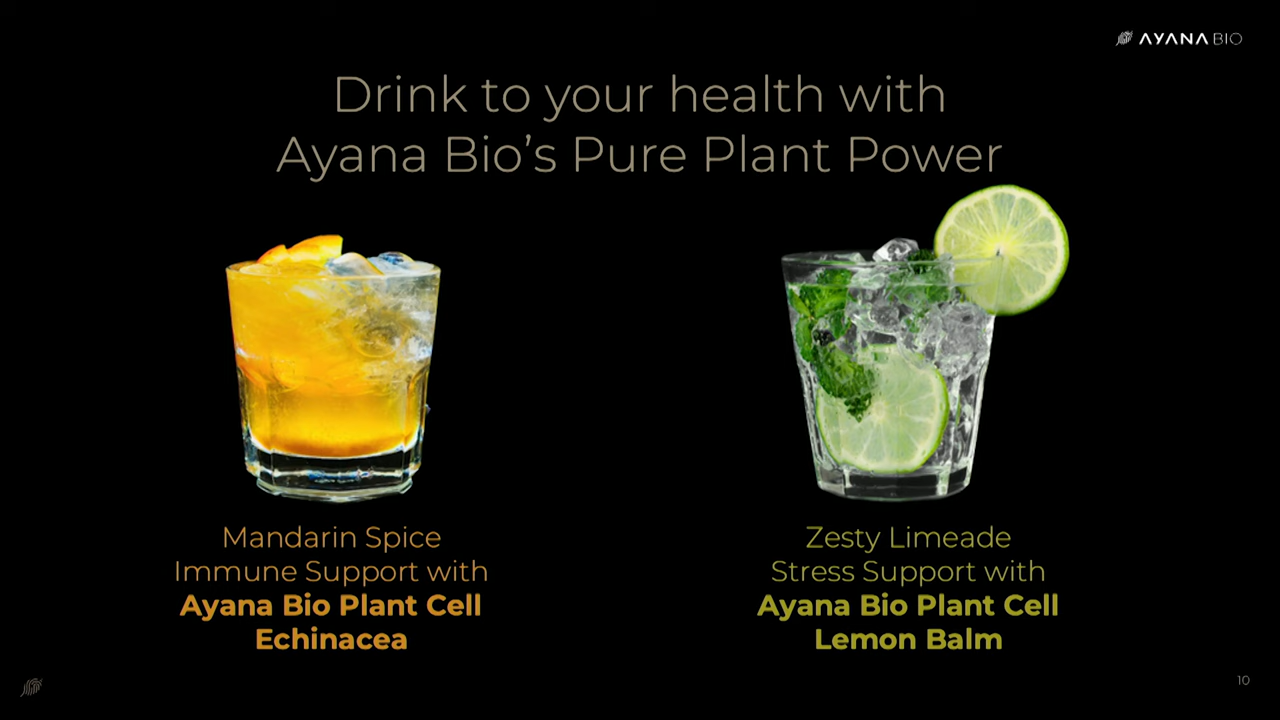 AYANA BIO
Drink to your health with
Ayana Bio’s Pure Plant Power
Mandarin Spice
Immune Support with
Ayana Bio Plant Cell
Echinacea
Zesty Limeade
Stress Support with
Ayana Bio Plant Cell
Lemon Balm
10